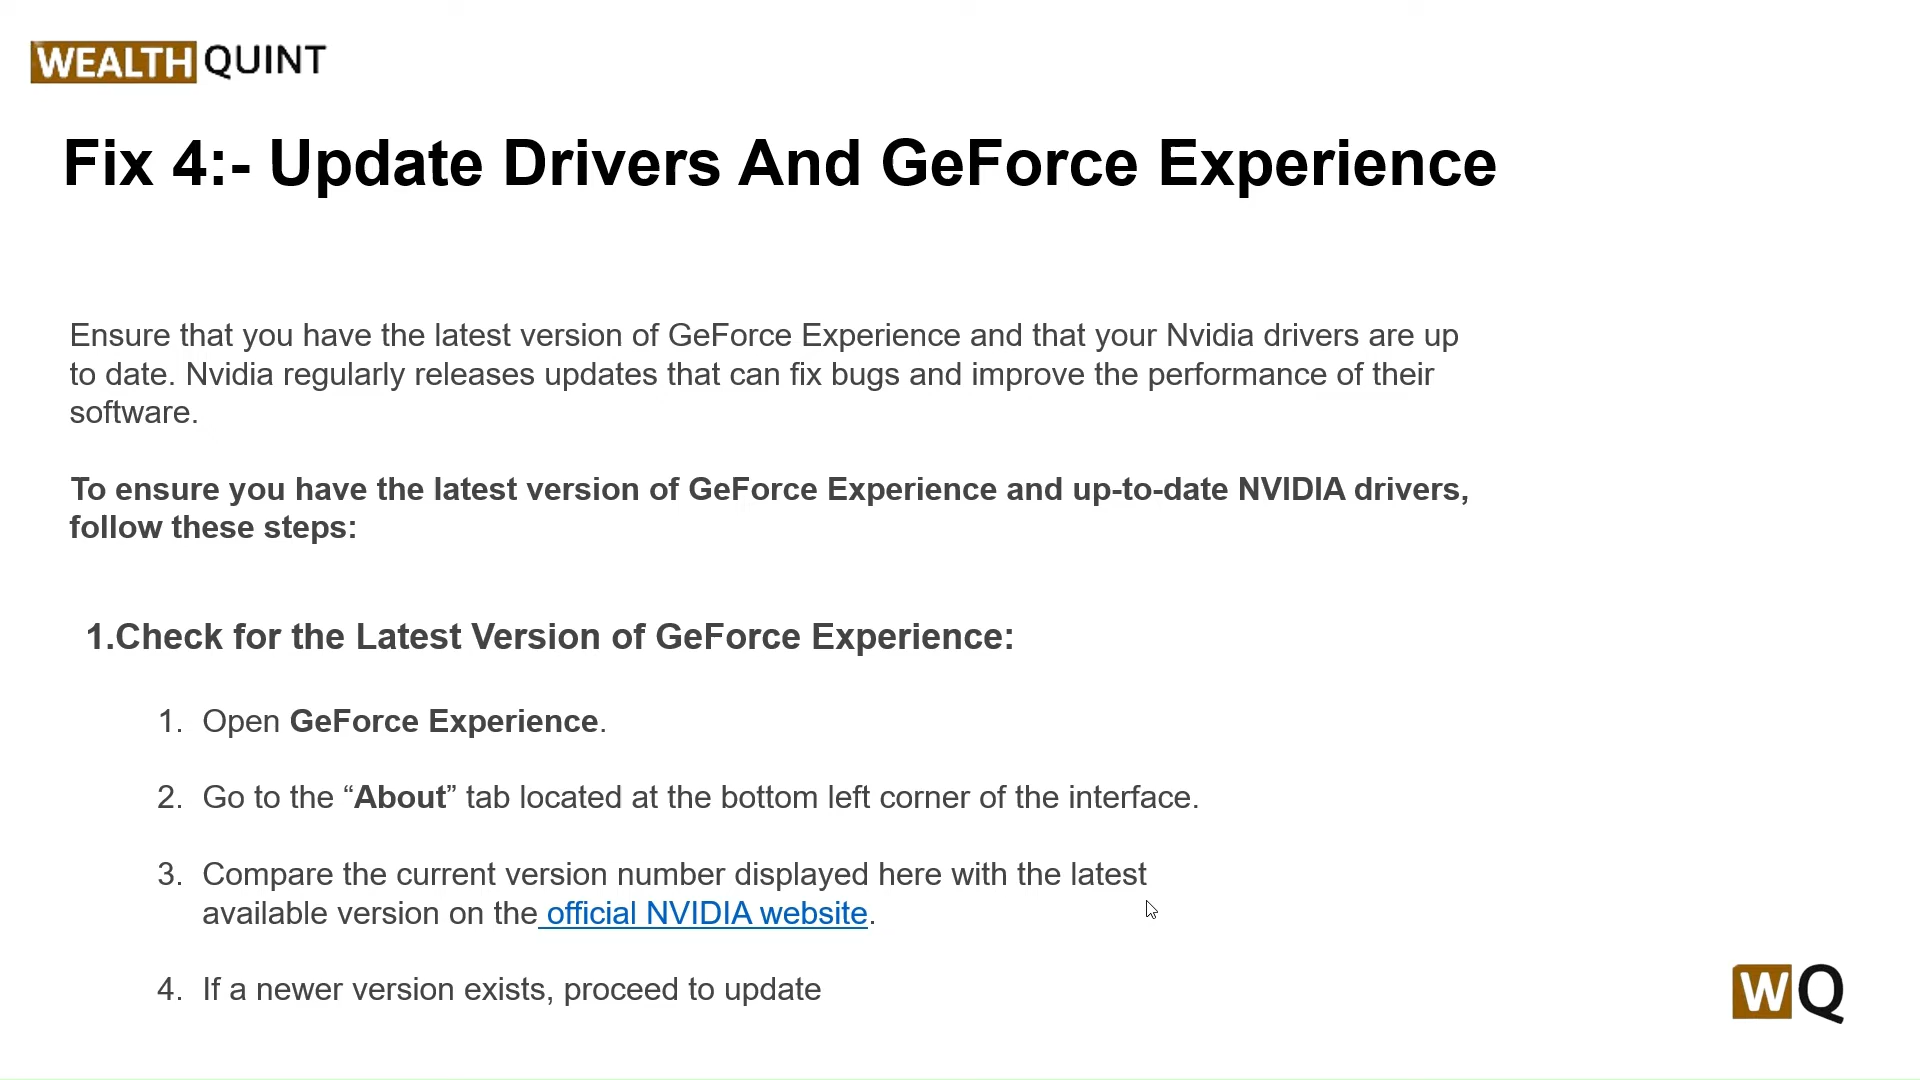 WEALTH QUINT
Fix 4:- Update Drivers And GeForce Experience
Ensure that you have the latest version of GeForce Experience and that your Nvidia drivers are up
to date. Nvidia regularly releases updates that can fix bugs and improve the performance of their
software.
To ensure you have the latest version of GeForce Experience and up-to-date NVIDIA drivers,
follow these steps:
1.Check for the Latest Version of GeForce Experience:
1. Open GeForce Experience.
2. Go to the “About” tab located at the bottom left corner of the interface.
3. Compare the current version number displayed here with the latest
available version on the official NVIDIA website.
4. If a newer version exists, proceed to update
WQ